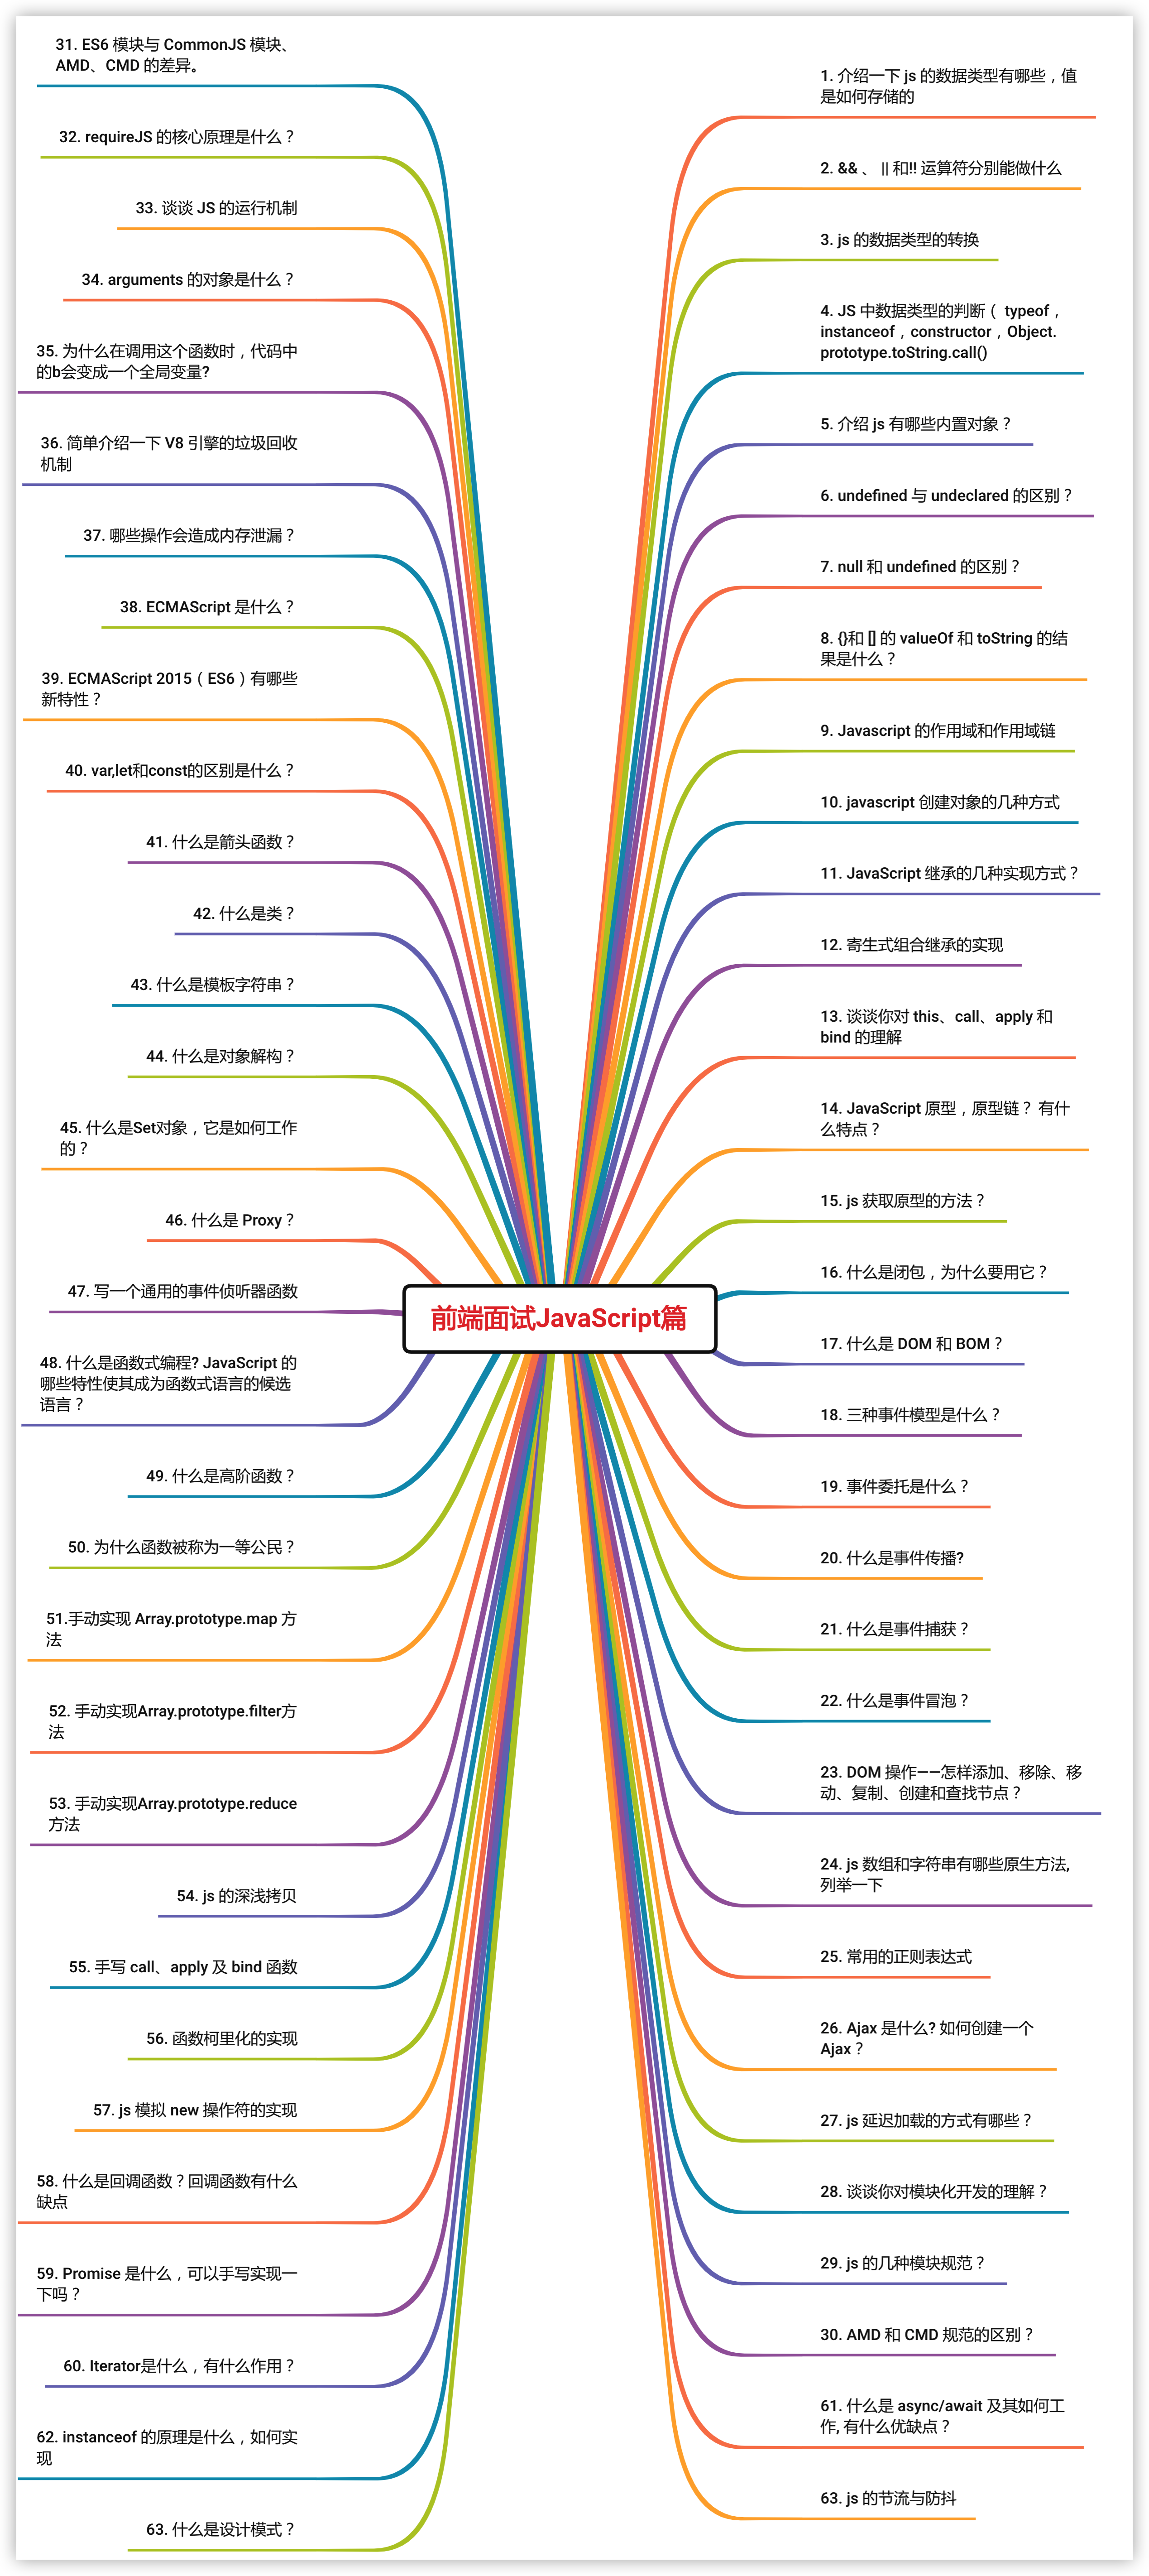 前端面试JavaScript篇
1. 介绍一下 js 的数据类型有哪些，值
是如何存储的
2. && 、 || 和!! 运算符分别能做什么
3. js 的数据类型的转换
4. JS 中数据类型的判断（ typeof，
instanceof，constructor，Object.
prototype.toString.call()
5. 介绍 js 有哪些内置对象？
6. undefined 与 undeclared 的区别？
7. null 和 undefined 的区别？
8. {}和 [] 的 valueOf 和 toString 的结
果是什么？
9. Javascript 的作用域和作用域链
10. javascript 创建对象的几种方式
11. JavaScript 继承的几种实现方式？
12. 寄生式组合继承的实现
13. 谈谈你对 this、call、apply 和
bind 的理解
14. JavaScript 原型，原型链？ 有什
么特点？
15. js 获取原型的方法？
16. 什么是闭包，为什么要用它？
17. 什么是 DOM 和 BOM？
18. 三种事件模型是什么？
19. 事件委托是什么？
20. 什么是事件传播?
21. 什么是事件捕获？
22. 什么是事件冒泡？
23. DOM 操作——怎样添加、移除、移
动、复制、创建和查找节点？
24. js 数组和字符串有哪些原生方法,
列举一下
25. 常用的正则表达式
26. Ajax 是什么? 如何创建一个
Ajax？
27. js 延迟加载的方式有哪些？
28. 谈谈你对模块化开发的理解？
29. js 的几种模块规范？
30. AMD 和 CMD 规范的区别？
61. 什么是 async/await 及其如何工
作, 有什么优缺点？
63. js 的节流与防抖
31. ES6 模块与 CommonJS 模块、
AMD、CMD 的差异。
32. requireJS 的核心原理是什么？
33. 谈谈 JS 的运行机制
34. arguments 的对象是什么？
35. 为什么在调用这个函数时，代码中
的b会变成一个全局变量?
36. 简单介绍一下 V8 引擎的垃圾回收
机制
37. 哪些操作会造成内存泄漏？
38. ECMAScript 是什么？
39. ECMAScript 2015（ES6）有哪些
新特性？
40. var,let和const的区别是什么？
41. 什么是箭头函数？
42. 什么是类？
43. 什么是模板字符串？
44. 什么是对象解构？
45. 什么是Set对象，它是如何工作
的？
46. 什么是 Proxy？
47. 写一个通用的事件侦听器函数
48. 什么是函数式编程? JavaScript 的
哪些特性使其成为函数式语言的候选
语言？
49. 什么是高阶函数？
50. 为什么函数被称为一等公民？
51.手动实现 Array.prototype.map 方
法
52. 手动实现Array.prototype.filter方
法
53. 手动实现Array.prototype.reduce
方法
54. js 的深浅拷贝
55. 手写 call、apply 及 bind 函数
56. 函数柯里化的实现
57. js 模拟 new 操作符的实现
58. 什么是回调函数？回调函数有什么
缺点
59. Promise 是什么，可以手写实现一
下吗？
60. Iterator是什么，有什么作用？
62. instanceof 的原理是什么，如何实
现
63. 什么是设计模式？